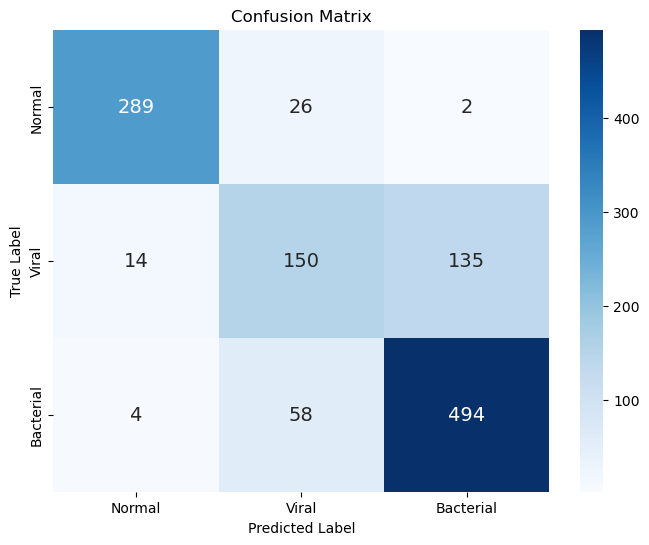 Confusion Matrix
True Label
Normal
289 26 2
Viral
14 150 135
Bacterial
4 58 494
Normal Viral Bacterial
Predicted Label
400
300
200
100